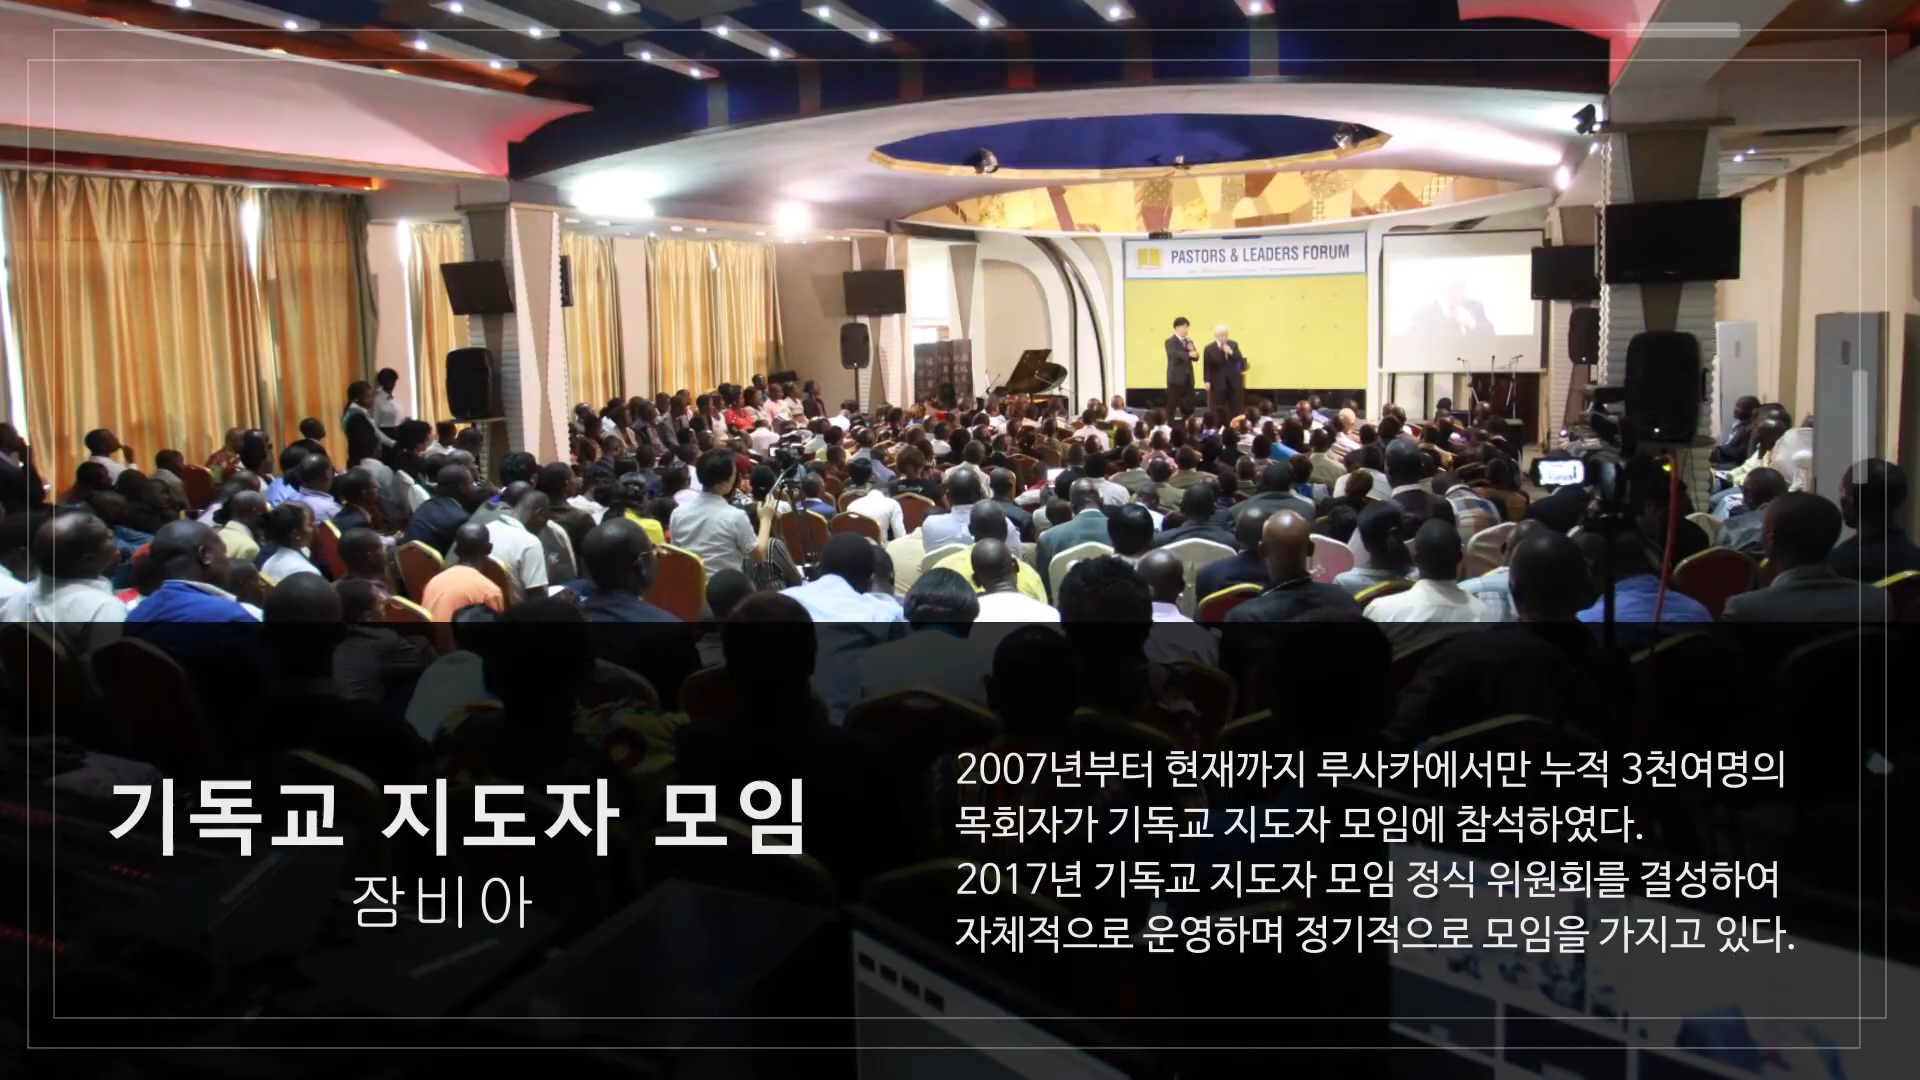 PASTORS & LEADERS FORUM
기독교 지도자 모임
잠비아
2007년부터 현재까지 루사카에서만 누적 3천여명의
목회자가 기독교 지도자 모임에 참석하였다.
2017년 기독교 지도자 모임 정식 위원회를 결성하여
자체적으로 운영하며 정기적으로 모임을 가지고 있다.